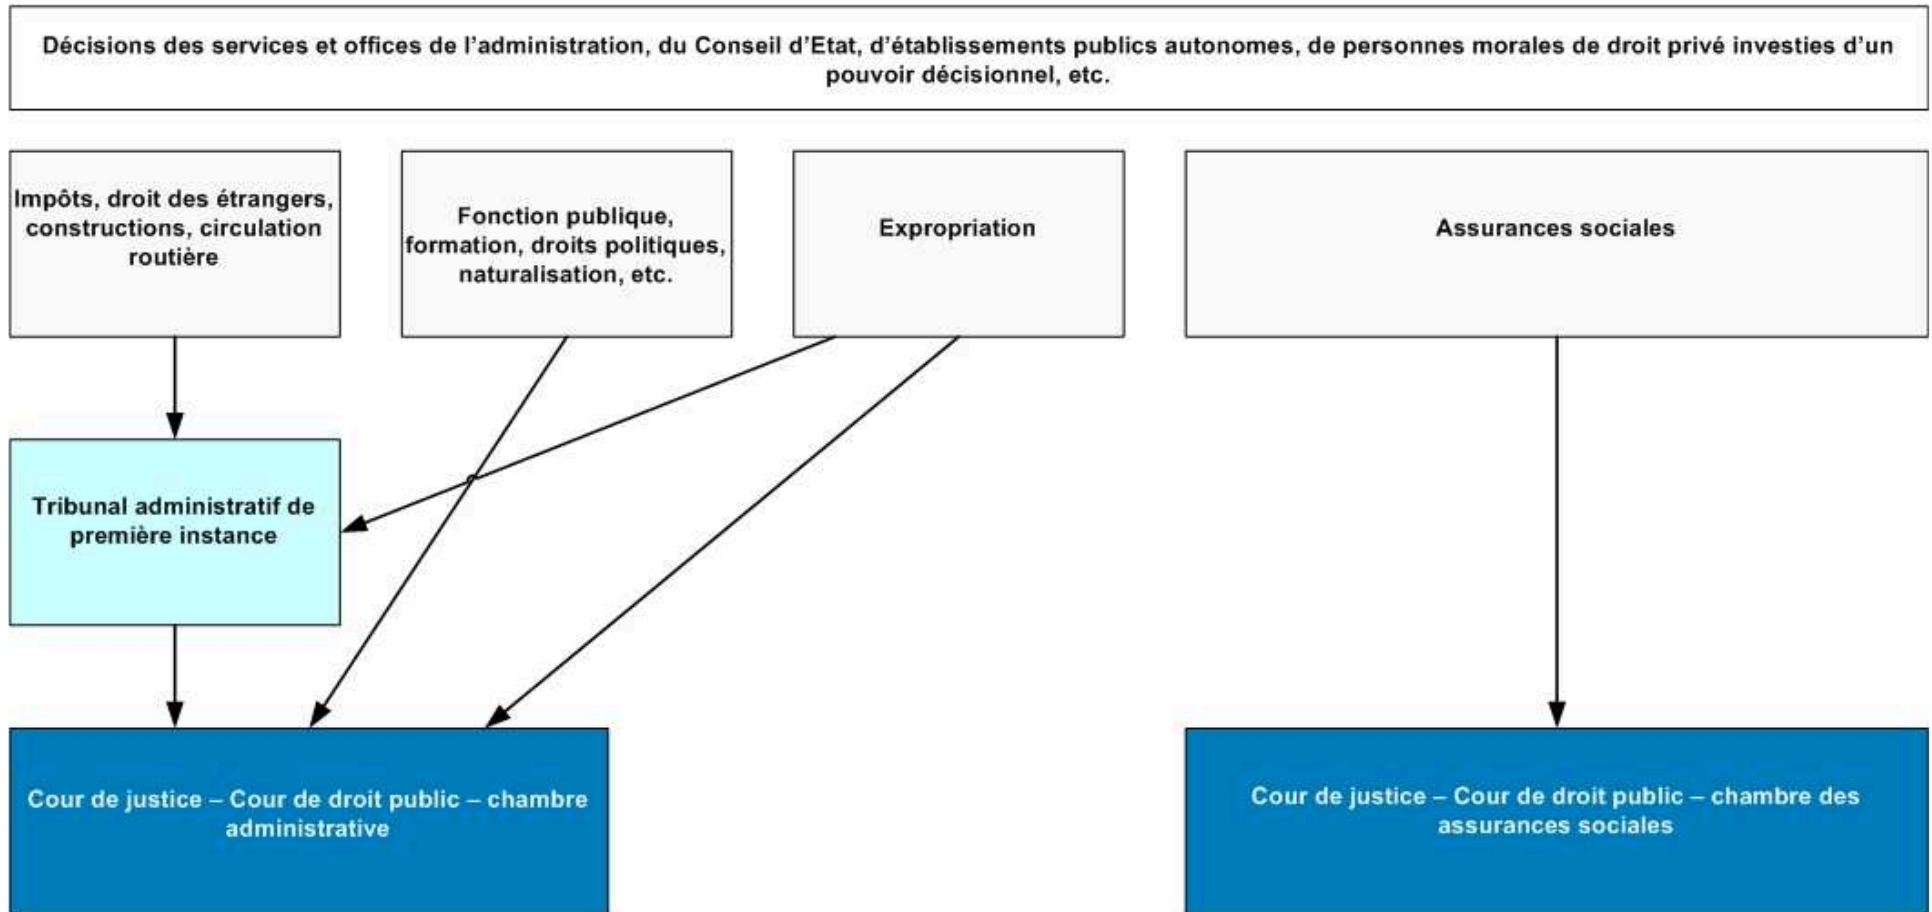 Décisions des services et offices de l’administration, du Conseil d’Etat, d’établissements publics autonomes, de personnes morales de droit privé investies d’un
pouvoir décisionnel, etc.
Impôts, droit des étrangers,
constructions, circulation
routière
Fonction publique,
formation, droits politiques,
naturalisation, etc.
Expropriation
Assurances sociales
Tribunal administratif de
première instance
Cour de justice – Cour de droit public – chambre
administrative
Cour de justice – Cour de droit public – chambre des
assurances sociales